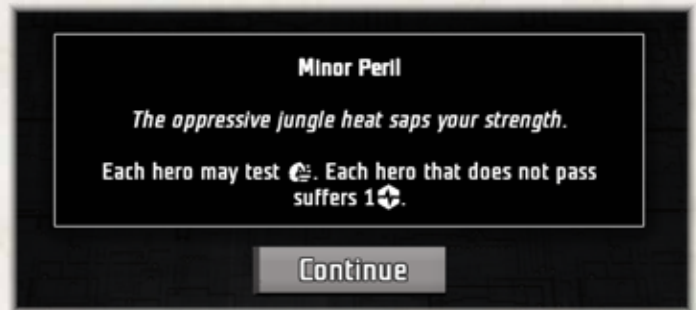 Minor Peril
The oppressive jungle heat saps your strength.
Each hero may test . Each hero that does not pass
suffers 1.
Continue